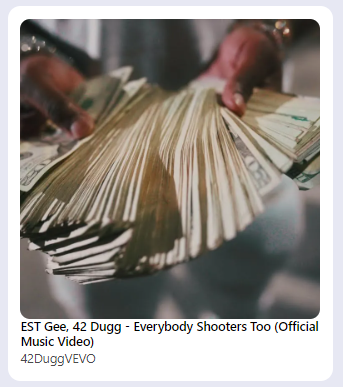 EST Gee, 42 Dugg - Everybody Shooters Too (Official
Music Video)
42DuggVEVO